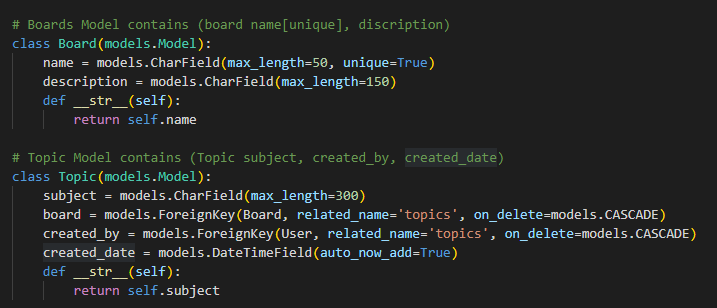 # Boards Model contains (board name[unique], discription)
class Board(models.Model):
    name = models.CharField(max_length=50, unique=True)
    description = models.CharField(max_length=150)
    def __str__(self):
        return self.name

# Topic Model contains (Topic subject, created_by, created_date)
class Topic(models.Model):
    subject = models.CharField(max_length=300)
    board = models.ForeignKey(Board, related_name='topics', on_delete=models.CASCADE)
    created_by = models.ForeignKey(User, related_name='topics', on_delete=models.CASCADE)
    created_date = models.DateTimeField(auto_now_add=True)
    def __str__(self):
        return self.subject